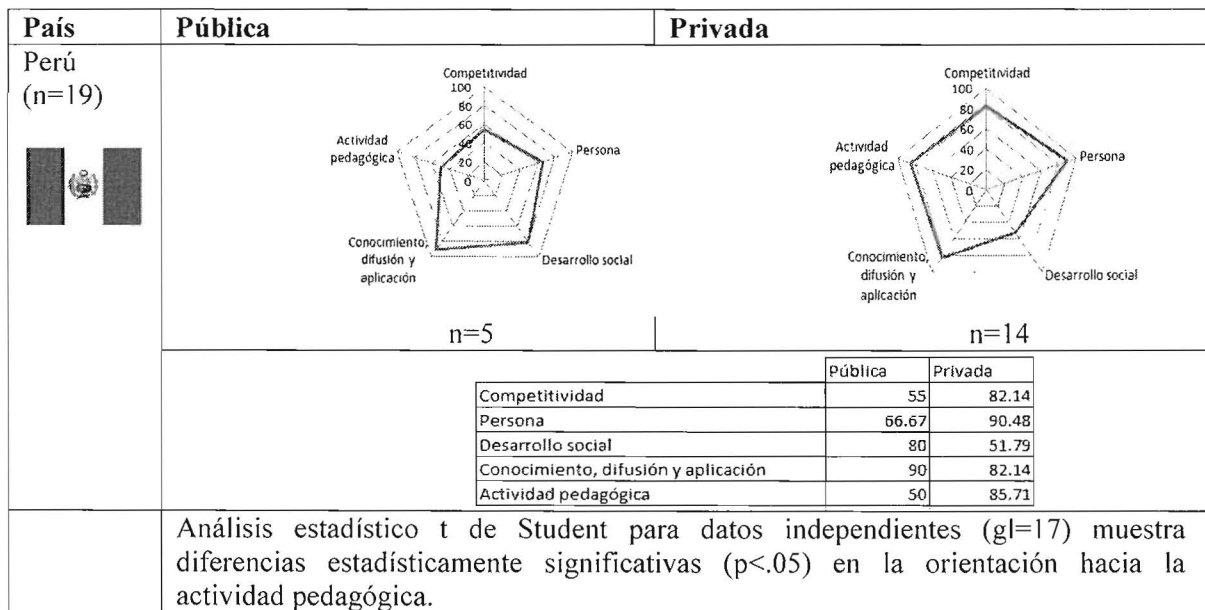 País Pública Privada
Perú
(n=19)
Competitividad
100
80
60
40
20
0
Persona
Desarrollo social
Conocimiento,
difusión y
aplicación
Actividad
pedagógica
n=5
Competitividad
100
80
60
40
20
0
Persona
Desarrollo social
Conocimiento,
difusión y
aplicación
Actividad
pedagógica
n=14
Pública Privada
Competitividad 55 82.14
Persona 66.67 90.48
Desarrollo social 80 51.79
Conocimiento, difusión y aplicación 90 82.14
Actividad pedagógica 50 85.71
Análisis estadístico t de Student para datos independientes (gl=17) muestra
diferencias estadísticamente significativas (p<.05) en la orientación hacia la
actividad pedagógica.